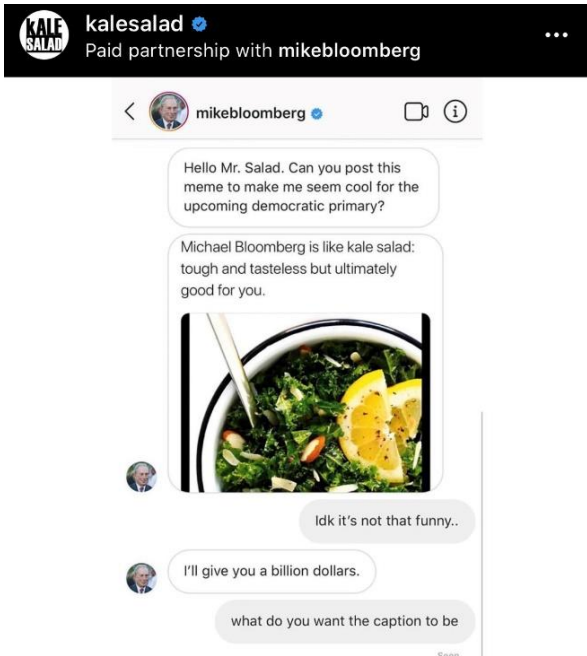 KALE
SALAD
kalesalad
Paid partnership with mikebloomberg
mikebloomberg
Hello Mr. Salad. Can you post this
meme to make me seem cool for the
upcoming democratic primary?
Michael Bloomberg is like kale salad:
tough and tasteless but ultimately
good for you.
Idk it's not that funny..
I'll give you a billion dollars.
what do you want the caption to be